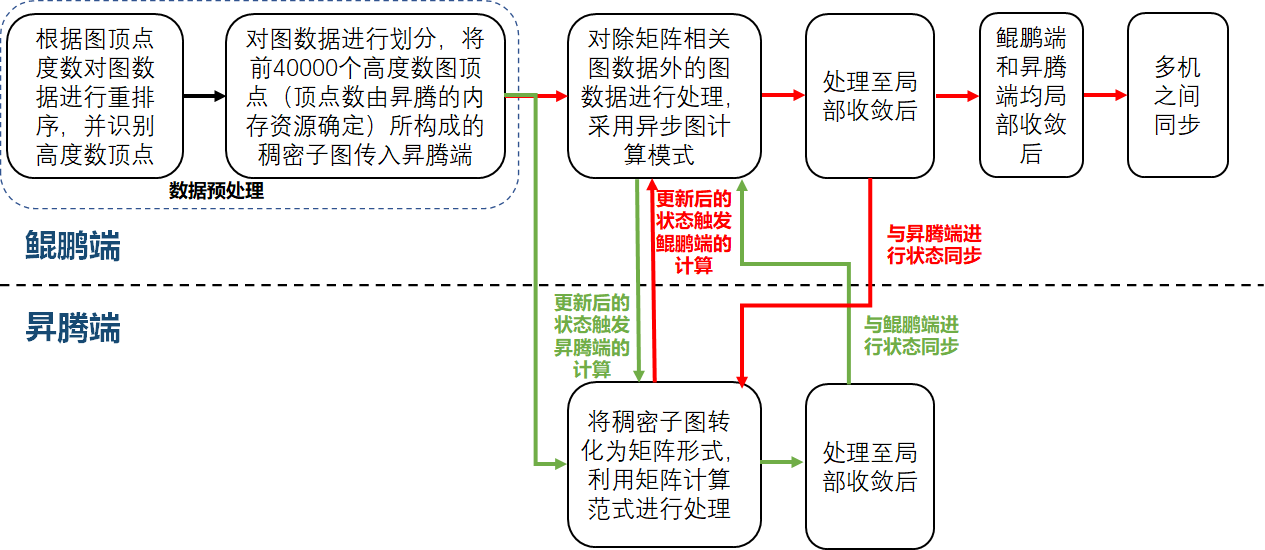 根据图顶点
度数对图数
据进行重排
序，并识别
高度数顶点
对图数据进行划分，将
前40000个高度数图顶
点（顶点数由昇腾的内
存资源确定）所构成的
稠密子图传入昇腾端
数据预处理
对除矩阵相关
图数据外的图
数据进行处理，
采用异步图计
算模式
处理至局
部收敛后
鲲鹏端
和昇腾
端均局
部收敛
后
多机
之间
同步
鲲鹏端
更新后的
状态触发
鲲鹏端的
计算
与昇腾端进
行状态同步
昇腾端
更新后的
状态触发
昇腾端的
计算
与鲲鹏端进
行状态同步
将稠密子图转
化为矩阵形式，
利用矩阵计算
范式进行处理
处理至局
部收敛后